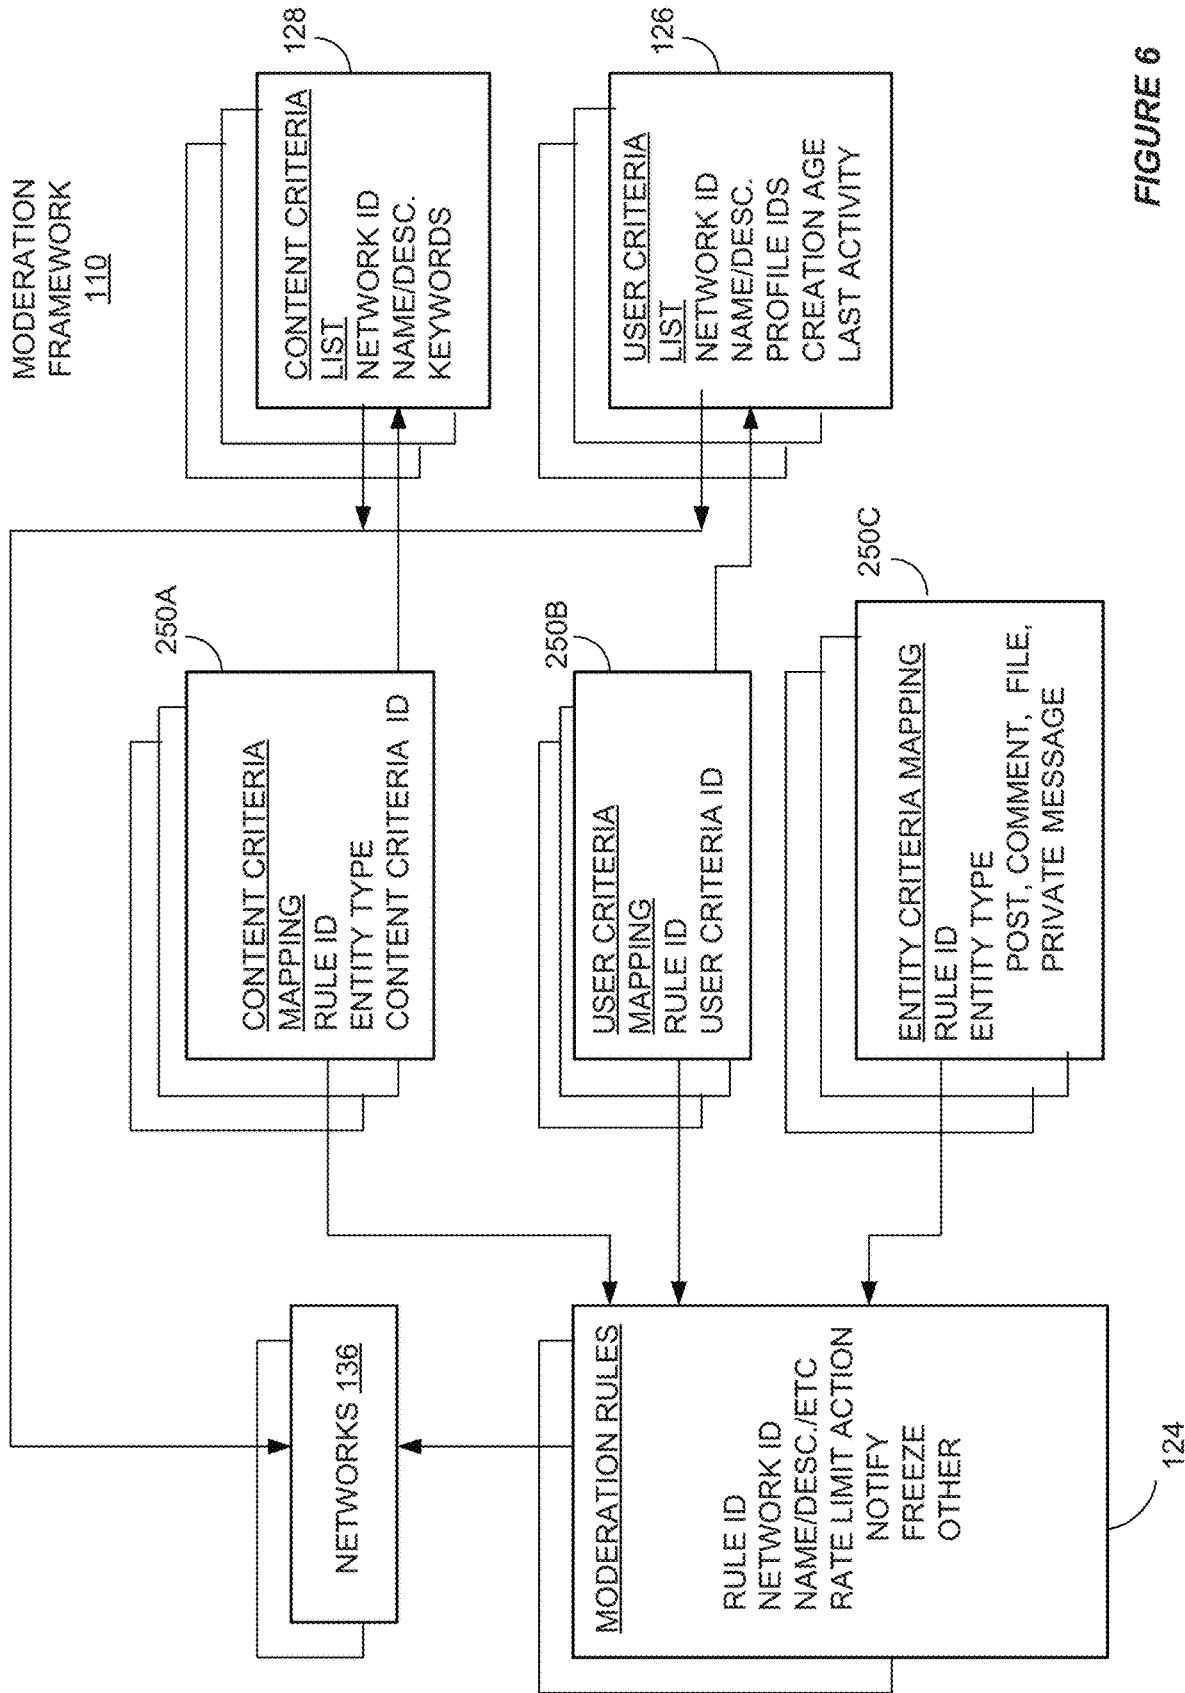 MODERATION
FRAMEWORK
110
NETWORKS 136
MODERATION RULES
RULE ID
NETWORK ID
NAME/DESC./ETC
RATE LIMIT ACTION
NOTIFY
FREEZE
OTHER
124
250A
CONTENT CRITERIA
MAPPING
RULE ID
ENTITY TYPE
CONTENT CRITERIA ID
250B
USER CRITERIA
MAPPING
RULE ID
USER CRITERIA ID
250C
ENTITY CRITERIA MAPPING
RULE ID
ENTITY TYPE
POST, COMMENT, FILE,
PRIVATE MESSAGE
128
CONTENT CRITERIA
LIST
NETWORK ID
NAME/DESC.
KEYWORDS
126
USER CRITERIA
LIST
NETWORK ID
NAME/DESC.
PROFILE IDS
CREATION AGE
LAST ACTIVITY
FIGURE 6